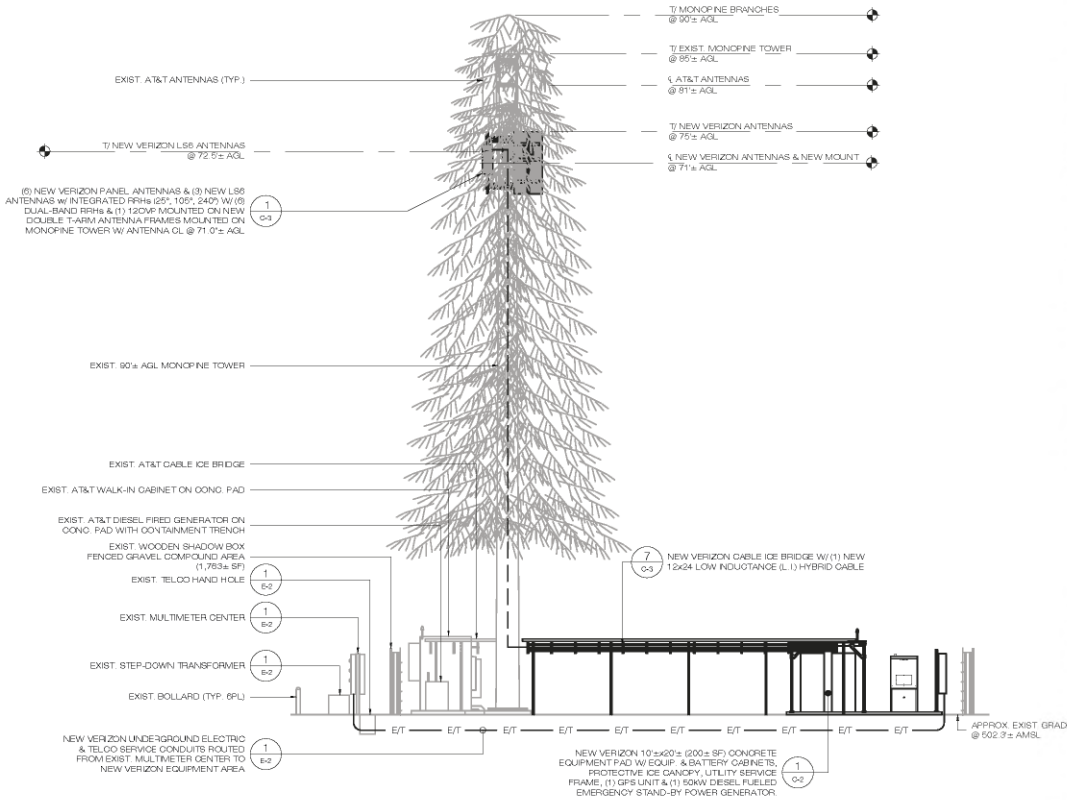 T/ MONOPINE BRANCHES
@ 90'± AGL
T/ EXIST. MONOPINE TOWER
@ 85'± AGL
EXIST. AT&T ANTENNAS (TYP.)
℄ AT&T ANTENNAS
@ 81'± AGL
T/ NEW VERIZON ANTENNAS
@ 75'± AGL
T/ NEW VERIZON LS6 ANTENNAS
@ 72.5'± AGL
℄ NEW VERIZON ANTENNAS & NEW MOUNT
@ 71'± AGL
(6) NEW VERIZON PANEL ANTENNAS & (3) NEW LS6
ANTENNAS w/ INTEGRATED RRHs (25°, 105°, 240°) W/ (6)
DUAL-BAND RRHs & (1) 12OVP MOUNTED ON NEW
DOUBLE T-ARM ANTENNA FRAMES MOUNTED ON
MONOPINE TOWER W/ ANTENNA CL @ 71.0'± AGL
1
C-3
EXIST. 90'± AGL MONOPINE TOWER
EXIST. AT&T CABLE ICE BRIDGE
EXIST. AT&T WALK-IN CABINET ON CONC. PAD
EXIST. AT&T DIESEL FIRED GENERATOR ON
CONC. PAD WITH CONTAINMENT TRENCH
EXIST. WOODEN SHADOW BOX
FENCED GRAVEL COMPOUND AREA
(1,763± SF)
7
C-3
NEW VERIZON CABLE ICE BRIDGE W/ (1) NEW
12x24 LOW INDUCTANCE (L.I.) HYBRID CABLE
EXIST. TELCO HAND HOLE
1
E-2
EXIST. MULTIMETER CENTER
1
E-2
EXIST. STEP-DOWN TRANSFORMER
1
E-2
EXIST. BOLLARD (TYP. 6PL)
E/T E/T E/T E/T E/T E/T E/T E/T E/T E/T
APPROX. EXIST GRAD
@ 502.3'± AMSL
NEW VERIZON UNDERGROUND ELECTRIC
& TELCO SERVICE CONDUITS ROUTED
FROM EXIST. MULTIMETER CENTER TO
NEW VERIZON EQUIPMENT AREA
1
E-2
NEW VERIZON 10'±x20'± (200± SF) CONCRETE
EQUIPMENT PAD W/ EQUIP. & BATTERY CABINETS,
PROTECTIVE ICE CANOPY, UTILITY SERVICE
FRAME, (1) GPS UNIT & (1) 50KW DIESEL FUELED
EMERGENCY STAND-BY POWER GENERATOR.
1
C-2